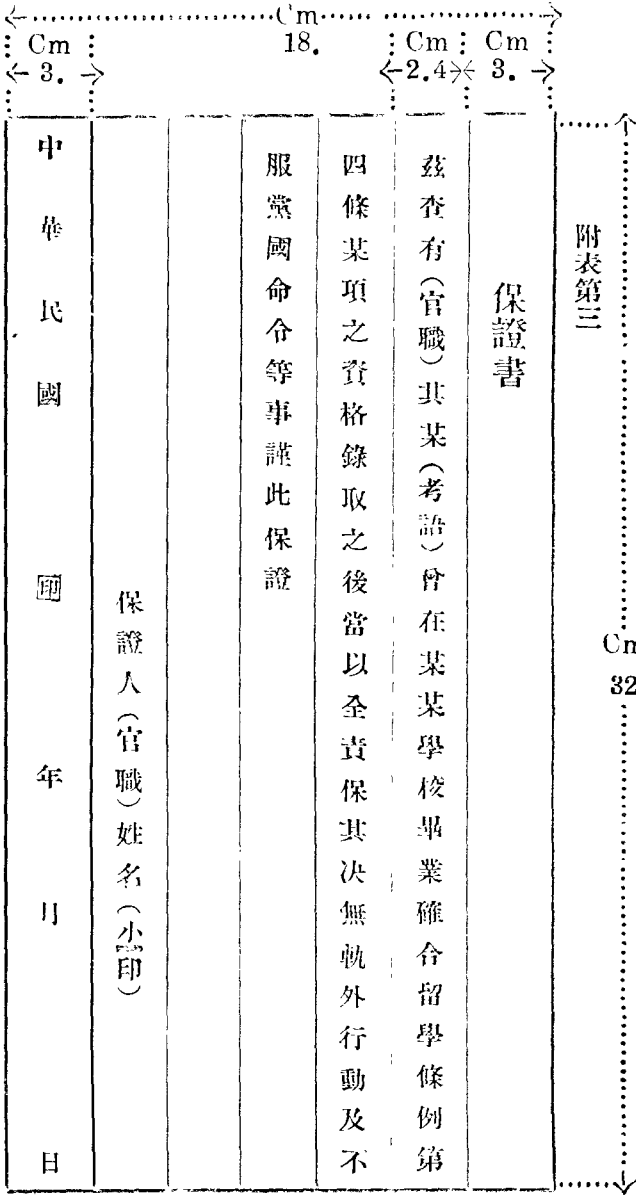 附表第三
保證書
茲查有(官職)某某(考語)曾在某某學校畢業確合留學條例第
四條某項之資格錄取之後當以全責保其決無軌外行動及不
服黨國命令等事謹此保證
保證人(官職)姓名(小印)
中華民國 印 年 月 日
Cm
18.
Cm
3.
Cm
2.4
Cm
3.
Cm
32